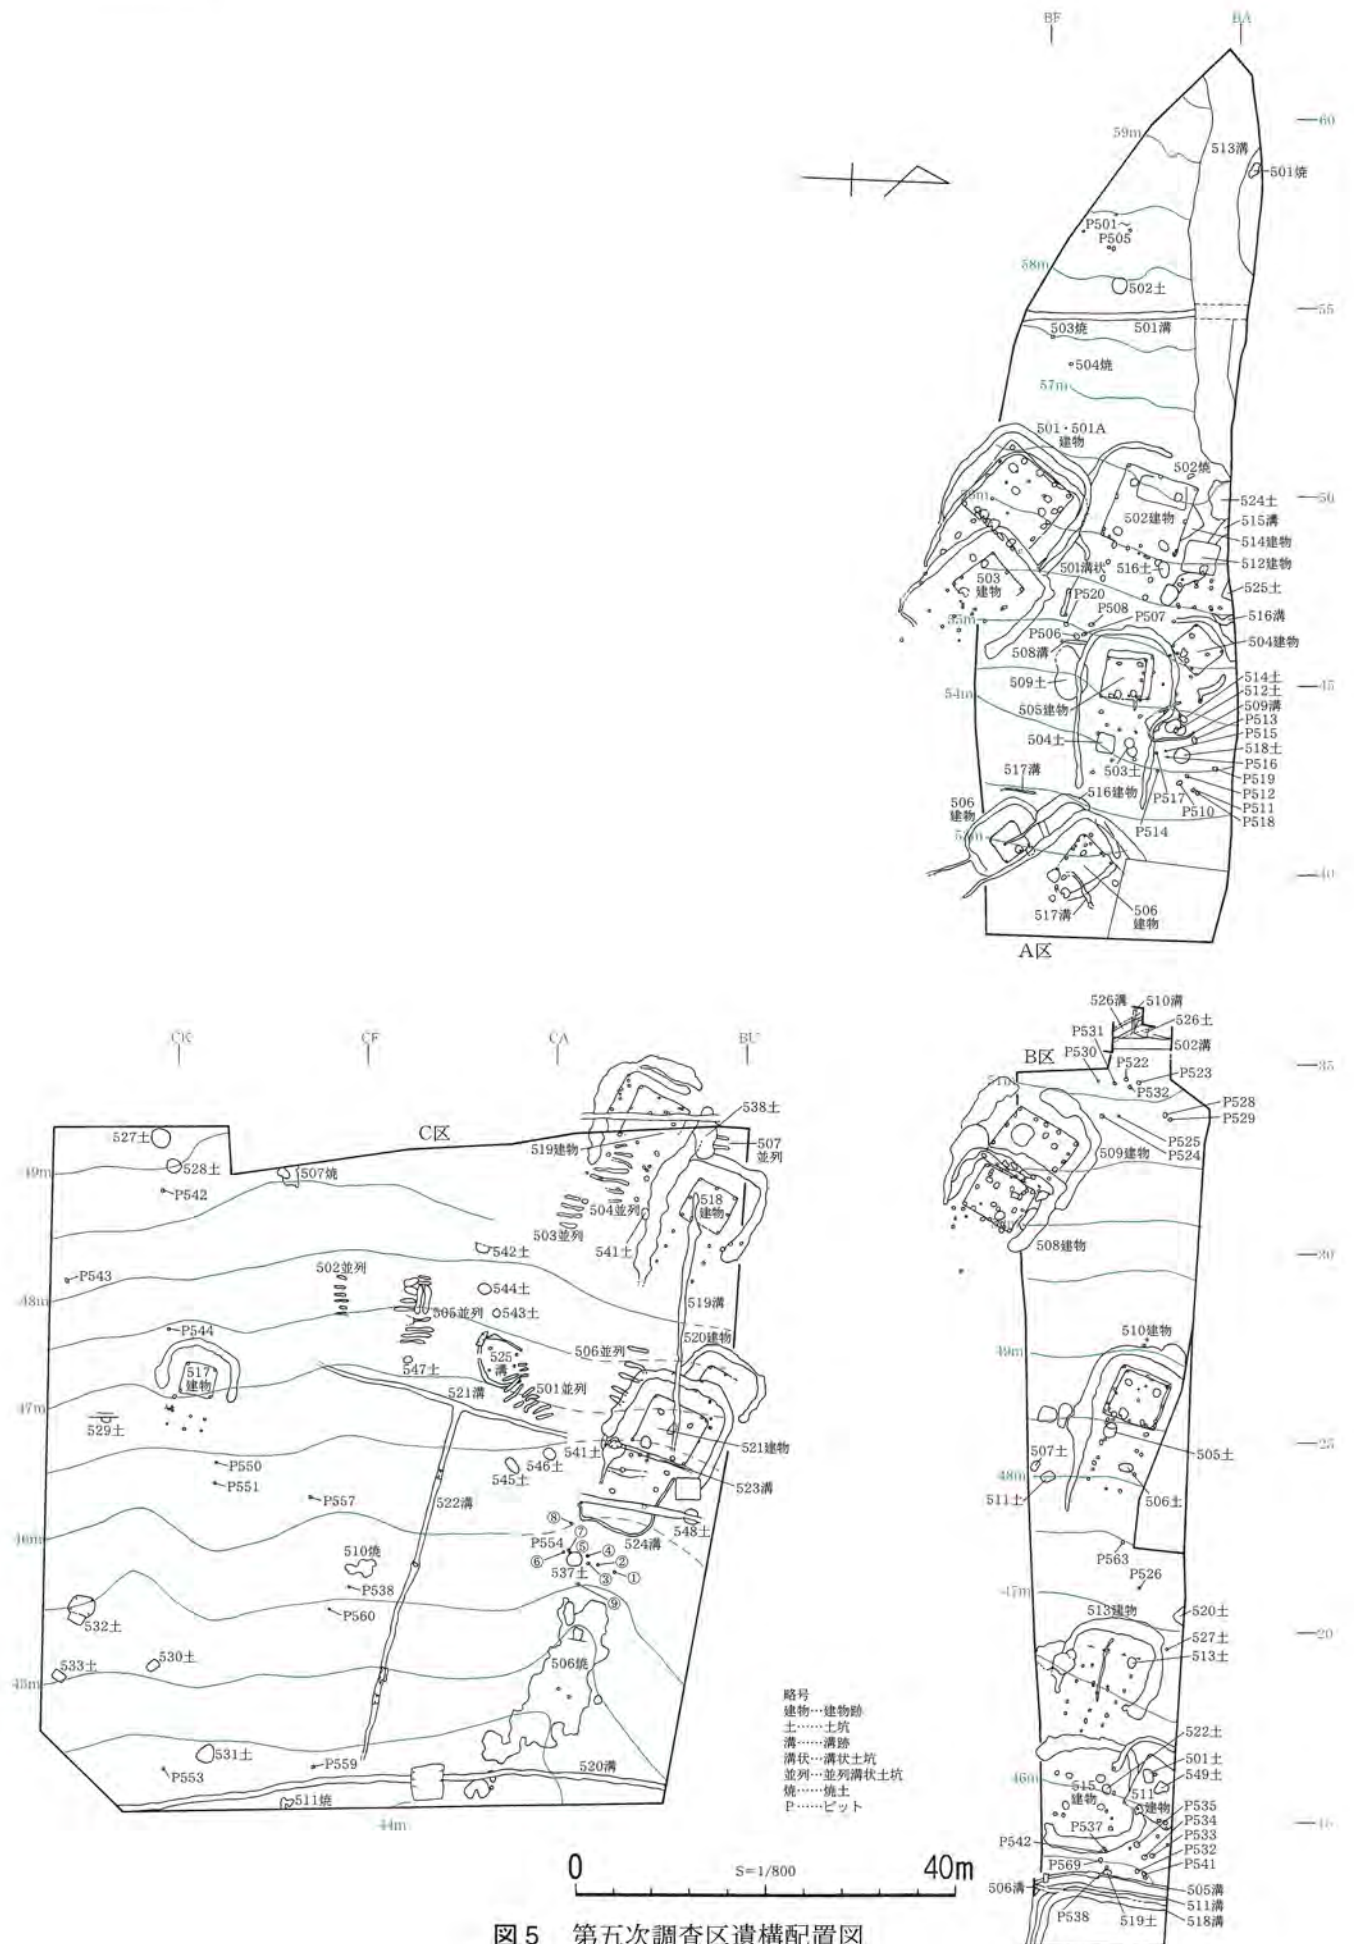 BF
BA
60
59m
513溝
501焼
P501～
P505
58m
502土
55
503焼
501溝
504焼
57m
501・501A
建物
502焼
50
524土
502建物
515溝
514建物
512建物
501溝状
516土
503
建物
525土
P520
P508
P507
516溝
55m
P506
504建物
508溝
509土
45
514土
512土
54m
505建物
509溝
P513
P515
504土
518土
P516
503土
P519
517溝
P512
516建物
P517
P511
506
建物
P510
P518
P514
53m
40
517溝
506
建物
A区
526溝
510溝
P531
526土
B区
P530
502溝
35
P522
P523
51m
P532
P528
P529
P525
P524
509建物
30
508建物
510建物
49m
25
507土
505土
48m
511土
506土
P563
P526
47m
513建物
520土
20
527土
513土
522土
501土
46m
515
建物
549土
511
建物
P535
P534
P537
P533
P542
P532
P569
P541
506溝
505溝
511溝
P538
519土
518溝
CK
CF
CA
BU
C区
538土
527土
519建物
507
並列
49m
528土
507焼
P542
518
建物
504並列
503並列
541土
542土
P543
502並列
48m
544土
519溝
505並列
543土
P544
520建物
506並列
517
建物
547土
525
溝
521溝
501並列
47m
529土
541土
521建物
546土
P550
545土
P551
523溝
P557
522溝
⑧
548土
46m
⑦
524溝
510焼
P554
⑤
④
⑥
②
537土
③
①
P538
⑨
P560
532土
506焼
530土
533土
45m
531土
P559
520溝
P553
511焼
44m
略号
建物…建物跡
土……土坑
溝……溝跡
溝状…溝状土坑
並列…並列溝状土坑
焼……焼土
P……ピット
0
S=1/800
40m
図5 第五次調査区遺構配置図